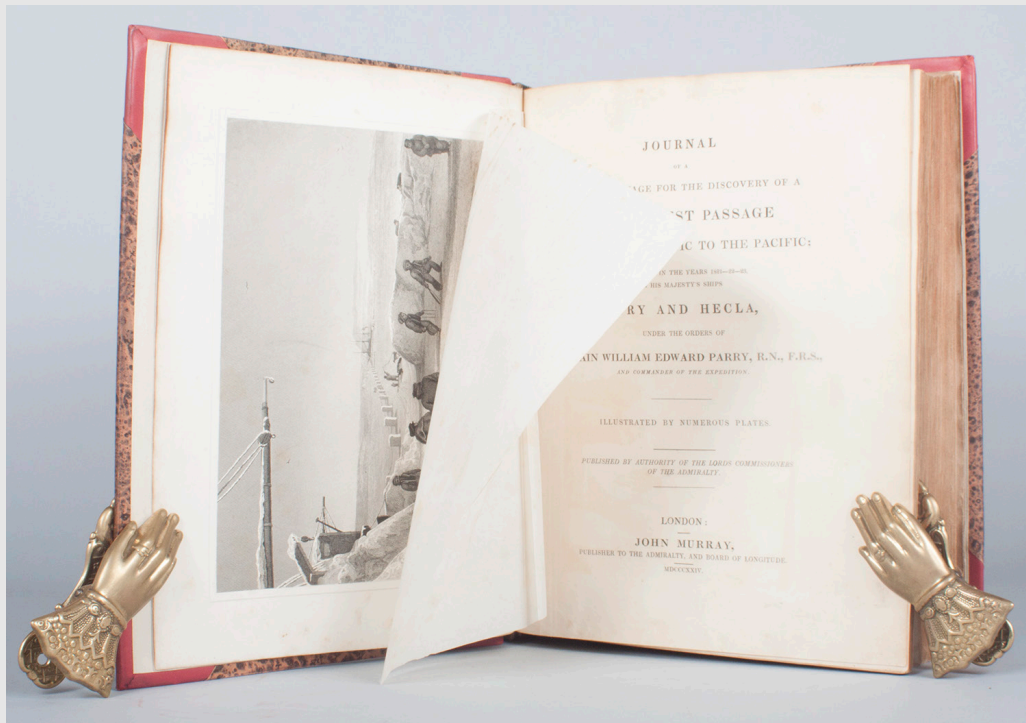 JOURNAL
OF A
FOR THE DISCOVERY OF A
PASSAGE
TO THE PACIFIC:
IN THE YEARS
HIS MAJESTY'S SHIPS
AND HECLA,
UNDER THE ORDERS OF
WILLIAM EDWARD PARRY, R.N., F.R.S.,
AND COMMANDER OF THE EXPEDITION.
ILLUSTRATED BY NUMEROUS PLATES.
PUBLISHED BY AUTHORITY OF THE LORDS COMMISSIONERS
OF THE ADMIRALTY.
LONDON:
JOHN MURRAY,
PUBLISHER TO THE ADMIRALTY, AND BOARD OF LONGITUDE.
MDCCCXXIV.